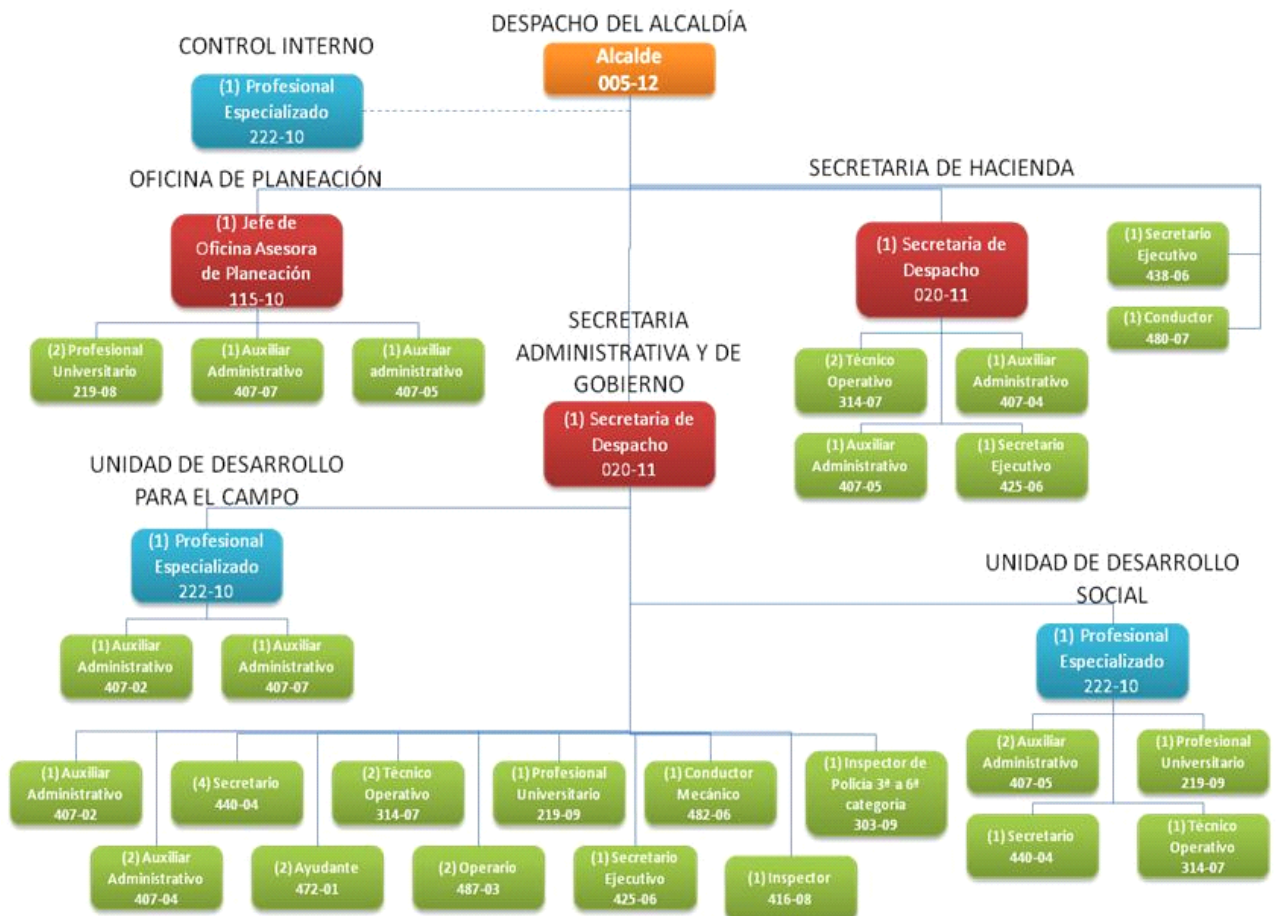 DESPACHO DEL ALCALDÍA
Alcalde
005-12
CONTROL INTERNO
(1) Profesional
Especializado
222-10
OFICINA DE PLANEACIÓN
(1) Jefe de
Oficina Asesora
de Planeación
115-10
(2) Profesional
Universitario
219-08
(1) Auxiliar
Administrativo
407-07
(1) Auxiliar
administrativo
407-05
SECRETARIA DE HACIENDA
(1) Secretaria de
Despacho
020-11
(2) Técnico
Operativo
314-07
(1) Auxiliar
Administrativo
407-04
(1) Auxiliar
Administrativo
407-05
(1) Secretario
Ejecutivo
425-06
(1) Secretario
Ejecutivo
438-06
(1) Conductor
480-07
SECRETARIA
ADMINISTRATIVA Y DE
GOBIERNO
(1) Secretaria de
Despacho
020-11
UNIDAD DE DESARROLLO
PARA EL CAMPO
(1) Profesional
Especializado
222-10
(1) Auxiliar
Administrativo
407-02
(1) Auxiliar
Administrativo
407-07
UNIDAD DE DESARROLLO
SOCIAL
(1) Profesional
Especializado
222-10
(2) Auxiliar
Administrativo
407-05
(1) Profesional
Universitario
219-09
(1) Secretario
440-04
(1) Técnico
Operativo
314-07
(1) Auxiliar
Administrativo
407-02
(4) Secretario
440-04
(2) Técnico
Operativo
314-07
(1) Profesional
Universitario
219-09
(1) Conductor
Mecánico
482-06
(1) Inspector de
Policía 3ª a 6ª
categoria
303-09
(2) Auxiliar
Administrativo
407-04
(2) Ayudante
472-01
(2) Operario
487-03
(1) Secretario
Ejecutivo
425-06
(1) Inspector
416-08